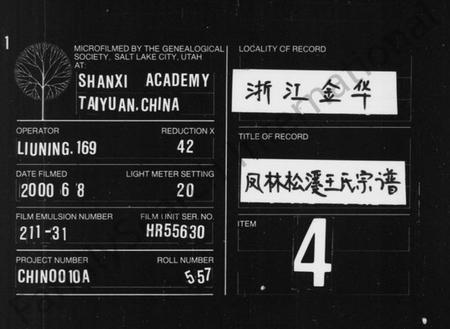 1
MICROFILMED BY THE GENEALOGICAL
SOCIETY, SALT LAKE CITY, UTAH
AT:
SHANXI ACADEMY
TAIYUAN.CHINA
OPERATOR REDUCTION X
LIUNING.169 42
DATE FILMED LIGHT METER SETTING
2000 6 8 20
FILM EMULSION NUMBER FILM UNIT SER. NO.
211-31 HR55630
PROJECT NUMBER ROLL NUMBER
CHIN0010A 557
LOCALITY OF RECORD
浙江金华
TITLE OF RECORD
凤林松溪王氏宗谱
ITEM
4